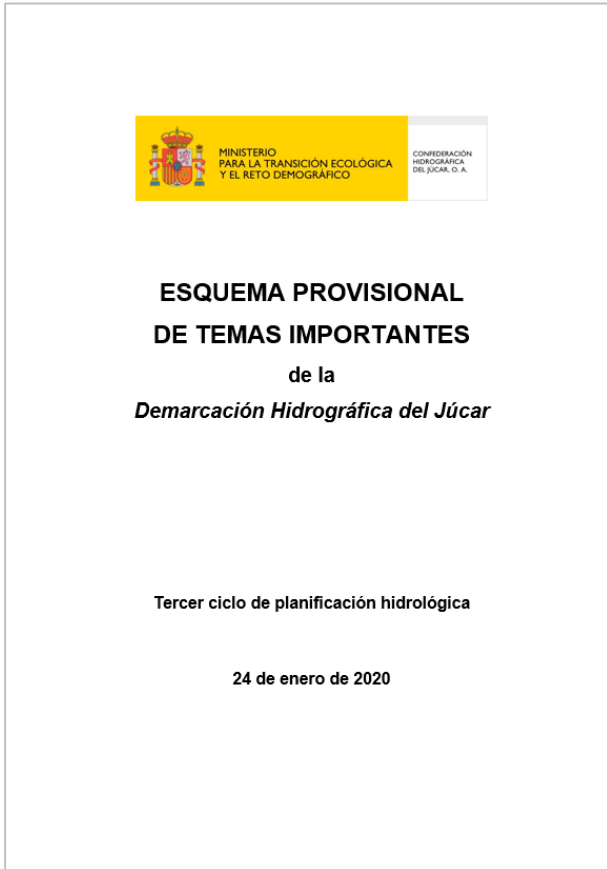 MINISTERIO
PARA LA TRANSICIÓN ECOLÓGICA
Y EL RETO DEMOGRÁFICO
CONFEDERACIÓN
HIDROGRÁFICA
DEL JÚCAR, O. A.
ESQUEMA PROVISIONAL
DE TEMAS IMPORTANTES
de la
Demarcación Hidrográfica del Júcar
Tercer ciclo de planificación hidrológica
24 de enero de 2020